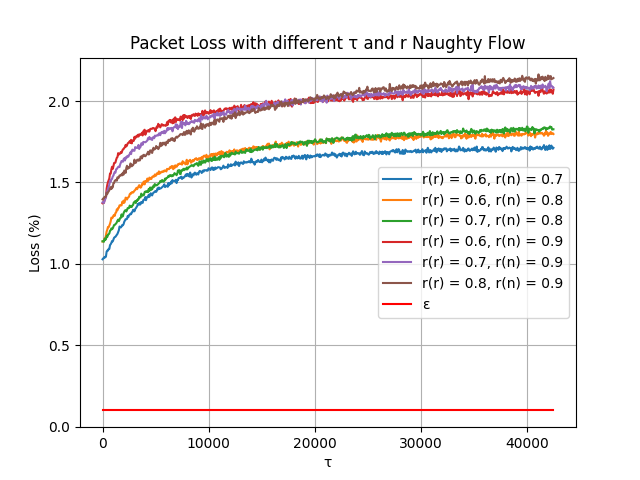 Packet Loss with different τ and r Naughty Flow
Loss (%)
2.0
1.5
1.0
0.5
0.0
r(r) = 0.6, r(n) = 0.7
r(r) = 0.6, r(n) = 0.8
r(r) = 0.7, r(n) = 0.8
r(r) = 0.6, r(n) = 0.9
r(r) = 0.7, r(n) = 0.9
r(r) = 0.8, r(n) = 0.9
ε
0 10000 20000 30000 40000
τ